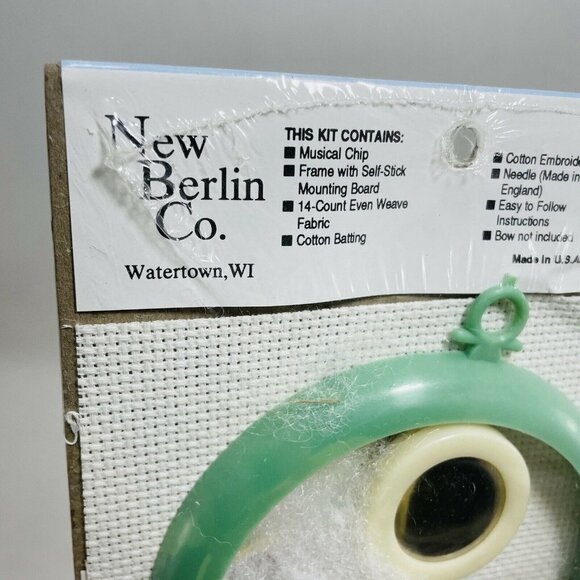 New
Berlin
Co.
Watertown, WI
THIS KIT CONTAINS:
■ Musical Chip
■ Frame with Self-Stick
Mounting Board
■ 14-Count Even Weave
Fabric
■ Cotton Batting
■ Cotton
■ Needle (Made in
England)
■ Easy to Follow
Instructions
■ Bow not included
Made In U.S.A.